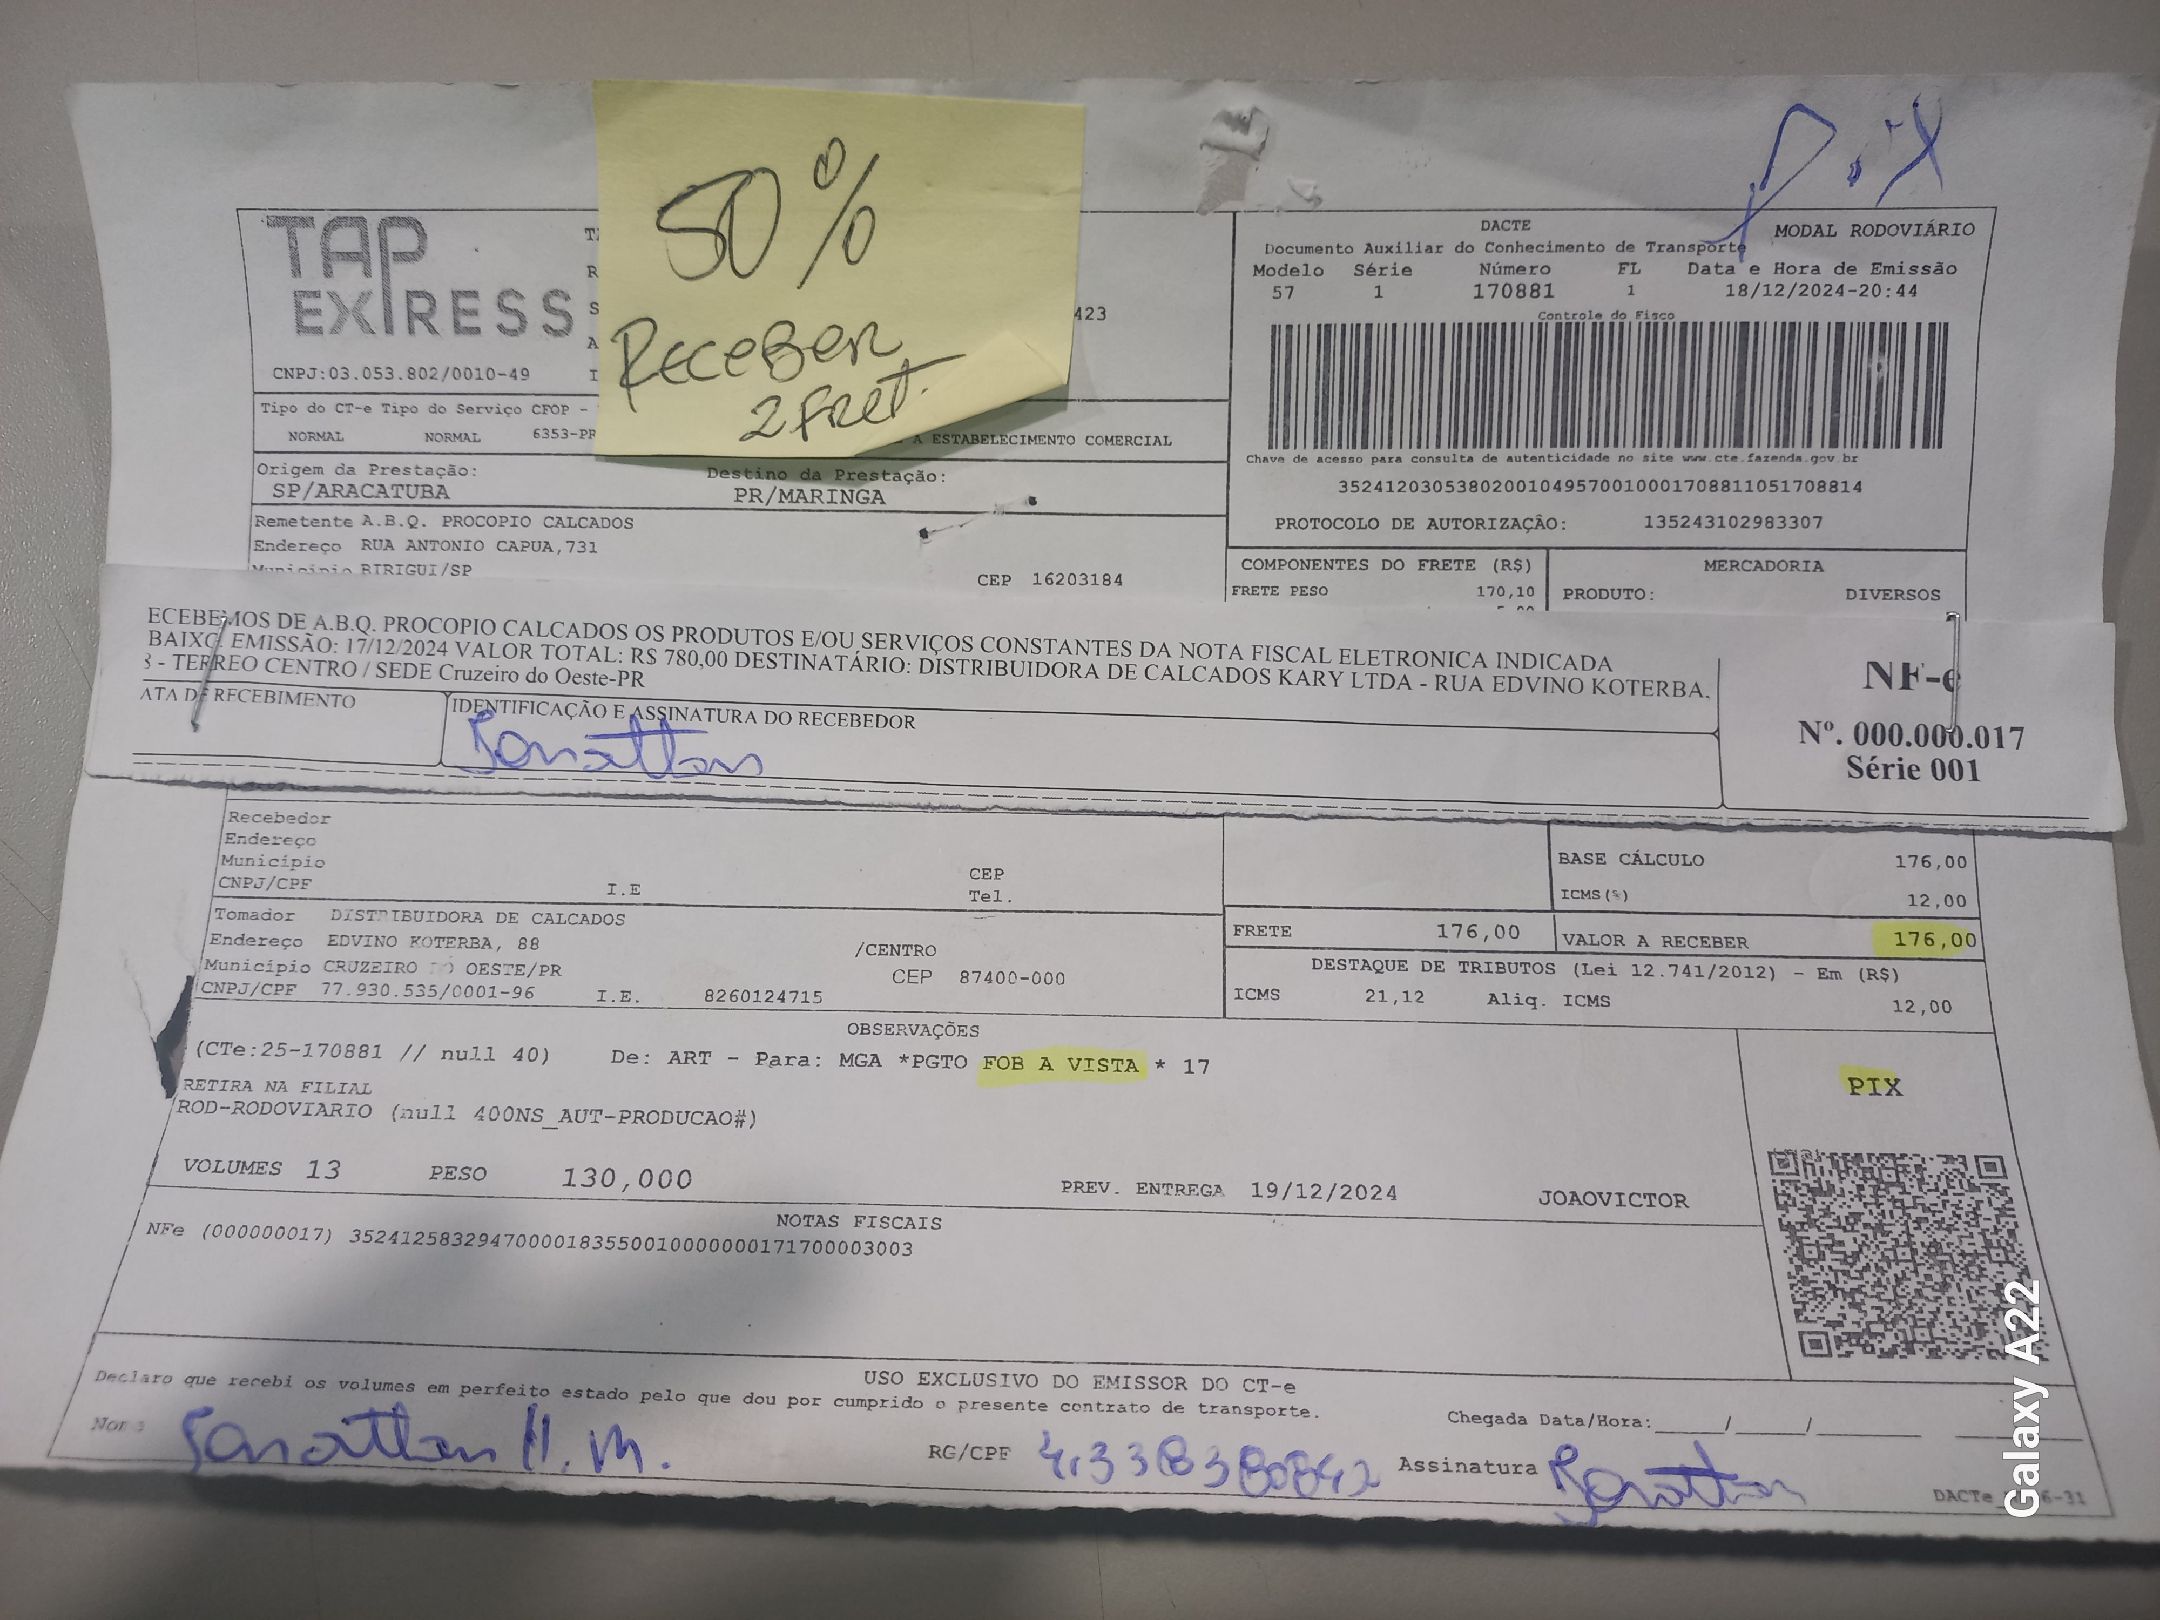 50%
RECEBER
2 FRET.
Pix
TAP
EXPRESS
CNPJ:03.053.802/0010-49
423
DACTE
MODAL RODOVIÁRIO
Documento Auxiliar do Conhecimento de Transporte
Modelo Série Número FL Data e Hora de Emissão
57 1 170881 1 18/12/2024-20:44
Controle do Fisco
Chave de acesso para consulta de autenticidade no site www.cte.fazenda.gov.br
35241203053802001049570010001708811051708814
PROTOCOLO DE AUTORIZAÇÃO: 135243102983307
Tipo do CT-e Tipo do Serviço CFOP -
NORMAL NORMAL 6353-PR A ESTABELECIMENTO COMERCIAL
Origem da Prestação: Destino da Prestação:
SP/ARACATUBA PR/MARINGA
Remetente A.B.Q. PROCOPIO CALCADOS
Endereço RUA ANTONIO CAPUA,731
Município BIRIGUI/SP CEP 16203184
COMPONENTES DO FRETE (R$) MERCADORIA
FRETE PESO 170,10 PRODUTO: DIVERSOS
ECEBEMOS DE A.B.Q. PROCOPIO CALCADOS OS PRODUTOS E/OU SERVIÇOS CONSTANTES DA NOTA FISCAL ELETRONICA INDICADA
BAIXO. EMISSÃO: 17/12/2024 VALOR TOTAL: R$ 780,00 DESTINATÁRIO: DISTRIBUIDORA DE CALCADOS KARY LTDA - RUA EDVINO KOTERBA.
- TERREO CENTRO / SEDE Cruzeiro do Oeste-PR
ATA DE RECEBIMENTO IDENTIFICAÇÃO E ASSINATURA DO RECEBEDOR
Jonatthan
NF-e
Nº. 000.000.017
Série 001
Recebedor
Endereço
Município CEP
CNPJ/CPF I.E Tel.
BASE CÁLCULO 176,00
ICMS(%) 12,00
Tomador DISTRIBUIDORA DE CALCADOS
Endereço EDVINO KOTERBA, 88 /CENTRO
Município CRUZEIRO DO OESTE/PR CEP 87400-000
CNPJ/CPF 77.930.535/0001-96 I.E. 8260124715
FRETE 176,00 VALOR A RECEBER 176,00
DESTAQUE DE TRIBUTOS (Lei 12.741/2012) - Em (R$)
ICMS 21,12 Aliq. ICMS 12,00
OBSERVAÇÕES
(CTe:25-170881 // null 40) De: ART - Para: MGA *PGTO FOB A VISTA * 17
RETIRA NA FILIAL
ROD-RODOVIARIO (null 400NS_AUT-PRODUCAO#)
PIX
VOLUMES 13 PESO 130,000 PREV. ENTREGA 19/12/2024 JOAOVICTOR
NOTAS FISCAIS
NFe (000000017) 35241258329470000183550010000000171700003003
USO EXCLUSIVO DO EMISSOR DO CT-e
Declaro que recebi os volumes em perfeito estado pelo que dou por cumprido o presente contrato de transporte.
Chegada Data/Hora:_____/_____/_______
Jonatthan H. M. RG/CPF Assinatura Jonatthan
Galaxy A22